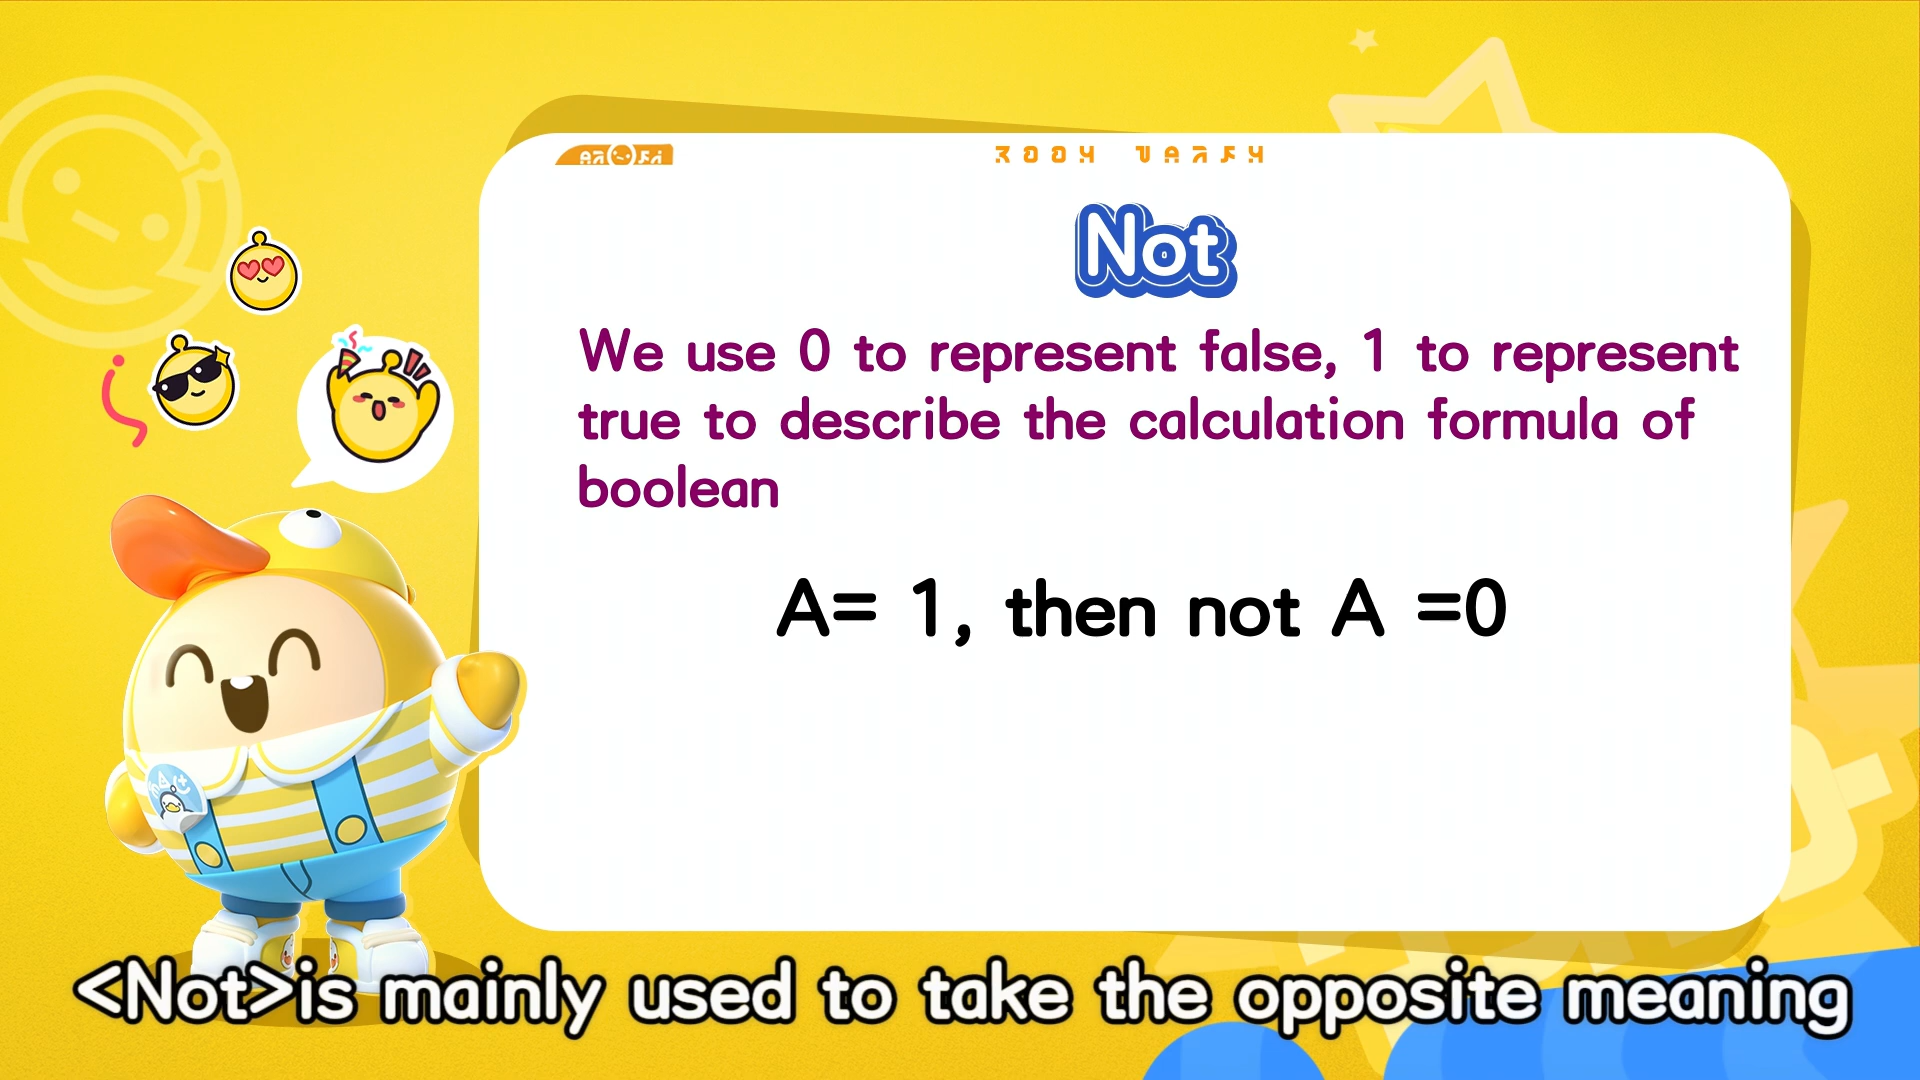 Not
We use 0 to represent false, 1 to represent
true to describe the calculation formula of
boolean
A= 1, then not A =0
<Not>is mainly used to take the opposite meaning